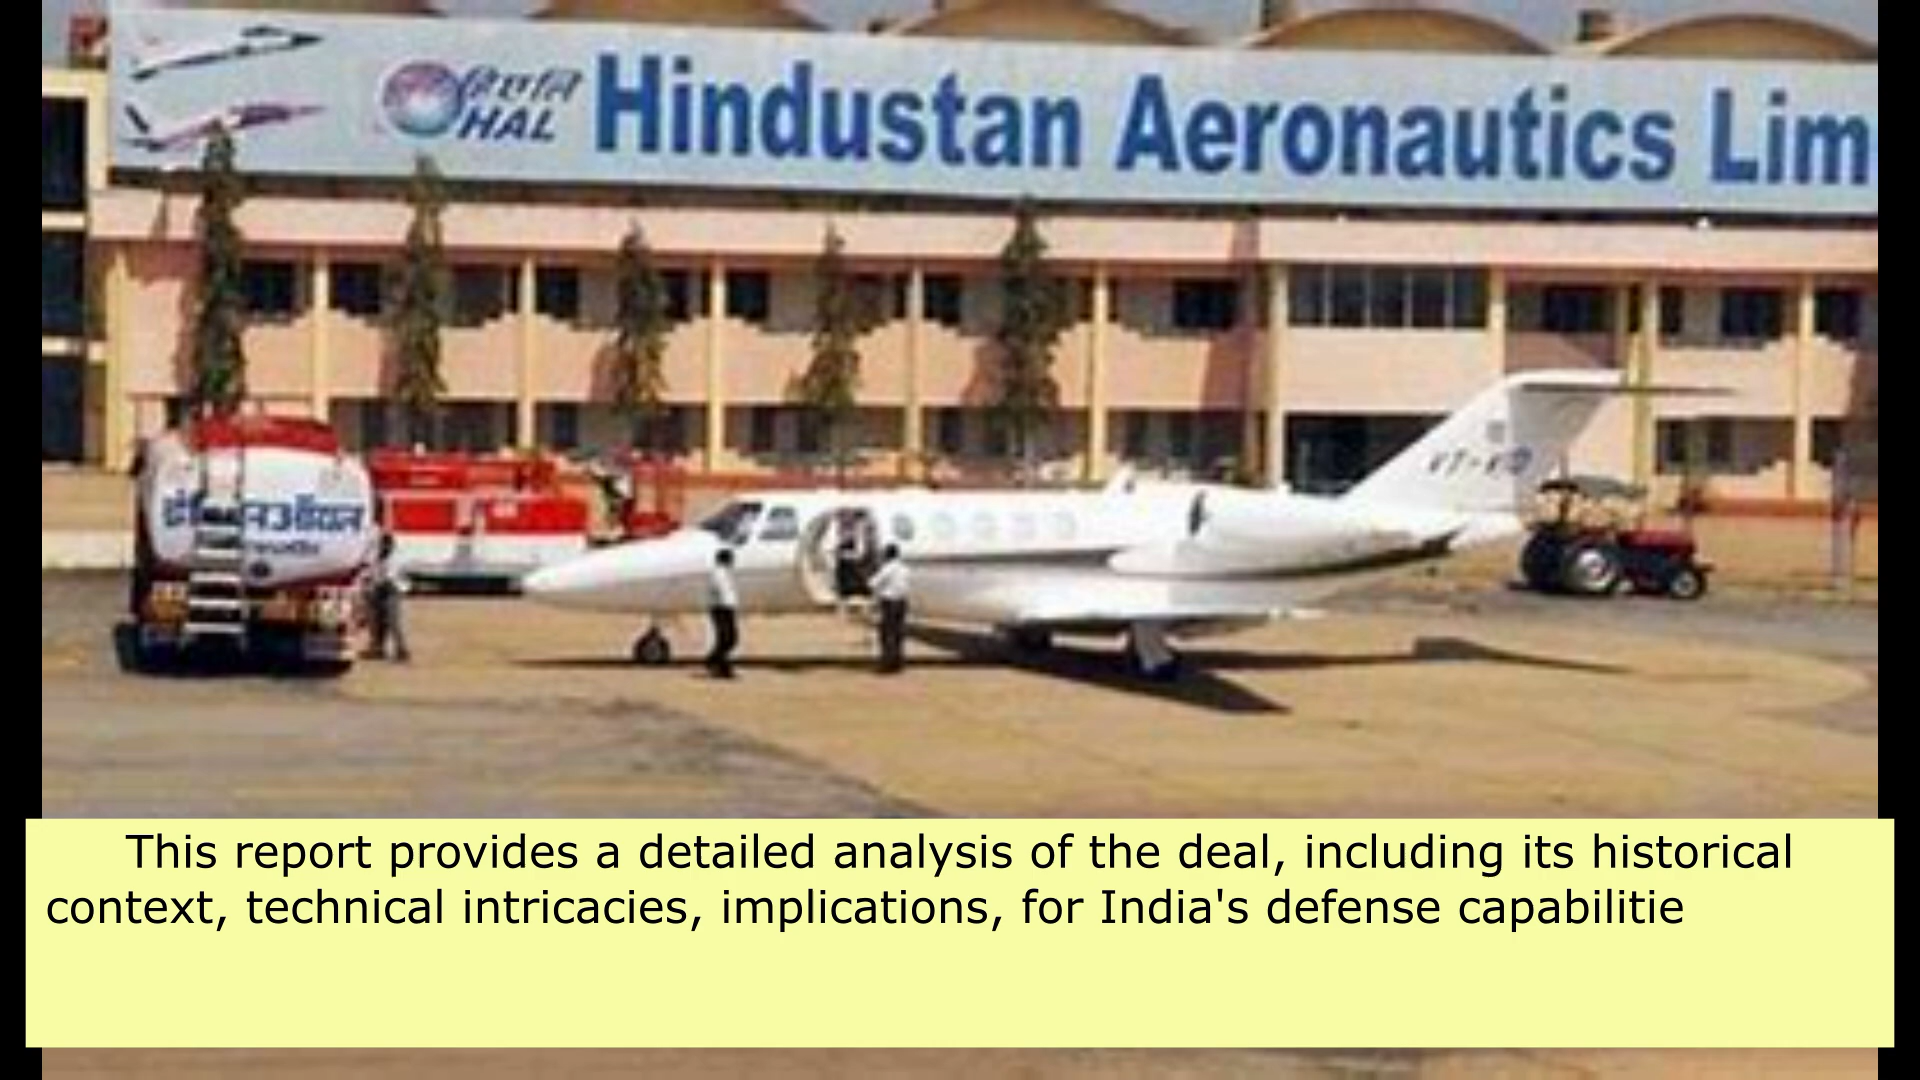 एचएएल
HAL
Hindustan Aeronautics Lim
This report provides a detailed analysis of the deal, including its historical
context, technical intricacies, implications, for India's defense capabilitie